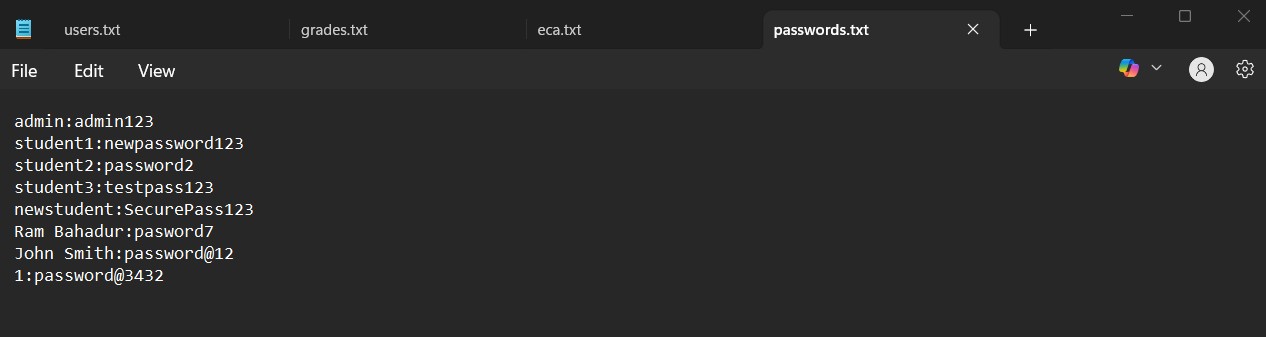 users.txt grades.txt eca.txt passwords.txt
File Edit View
admin:admin123
student1:newpassword123
student2:password2
student3:testpass123
newstudent:SecurePass123
Ram Bahadur:pasword7
John Smith:password@12
1:password@3432